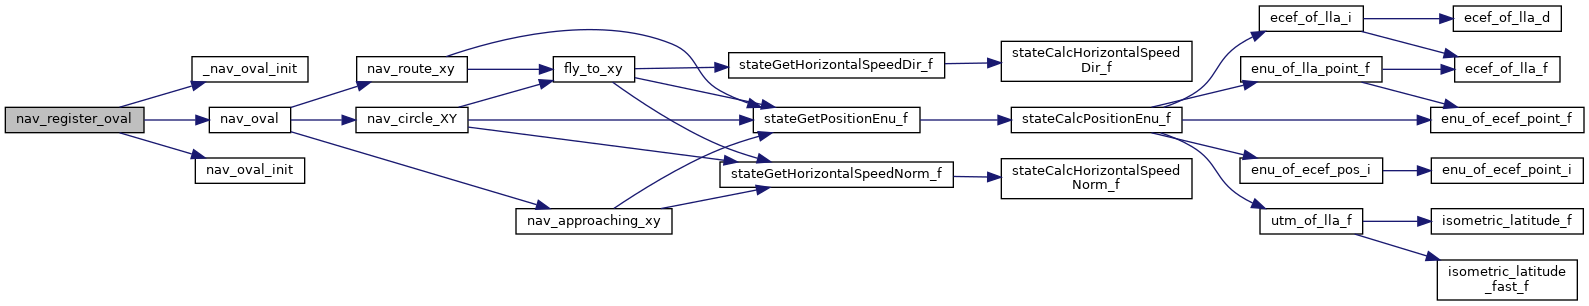 nav_register_oval
_nav_oval_init
nav_oval
nav_oval_init
nav_route_xy
nav_circle_XY
nav_approaching_xy
fly_to_xy
stateGetHorizontalSpeedDir_f
stateGetPositionEnu_f
stateGetHorizontalSpeedNorm_f
stateCalcHorizontalSpeed
Dir_f
stateCalcPositionEnu_f
stateCalcHorizontalSpeed
Norm_f
ecef_of_lla_i
enu_of_lla_point_f
enu_of_ecef_pos_i
utm_of_lla_f
ecef_of_lla_d
ecef_of_lla_f
enu_of_ecef_point_f
enu_of_ecef_point_i
isometric_latitude_f
isometric_latitude
_fast_f